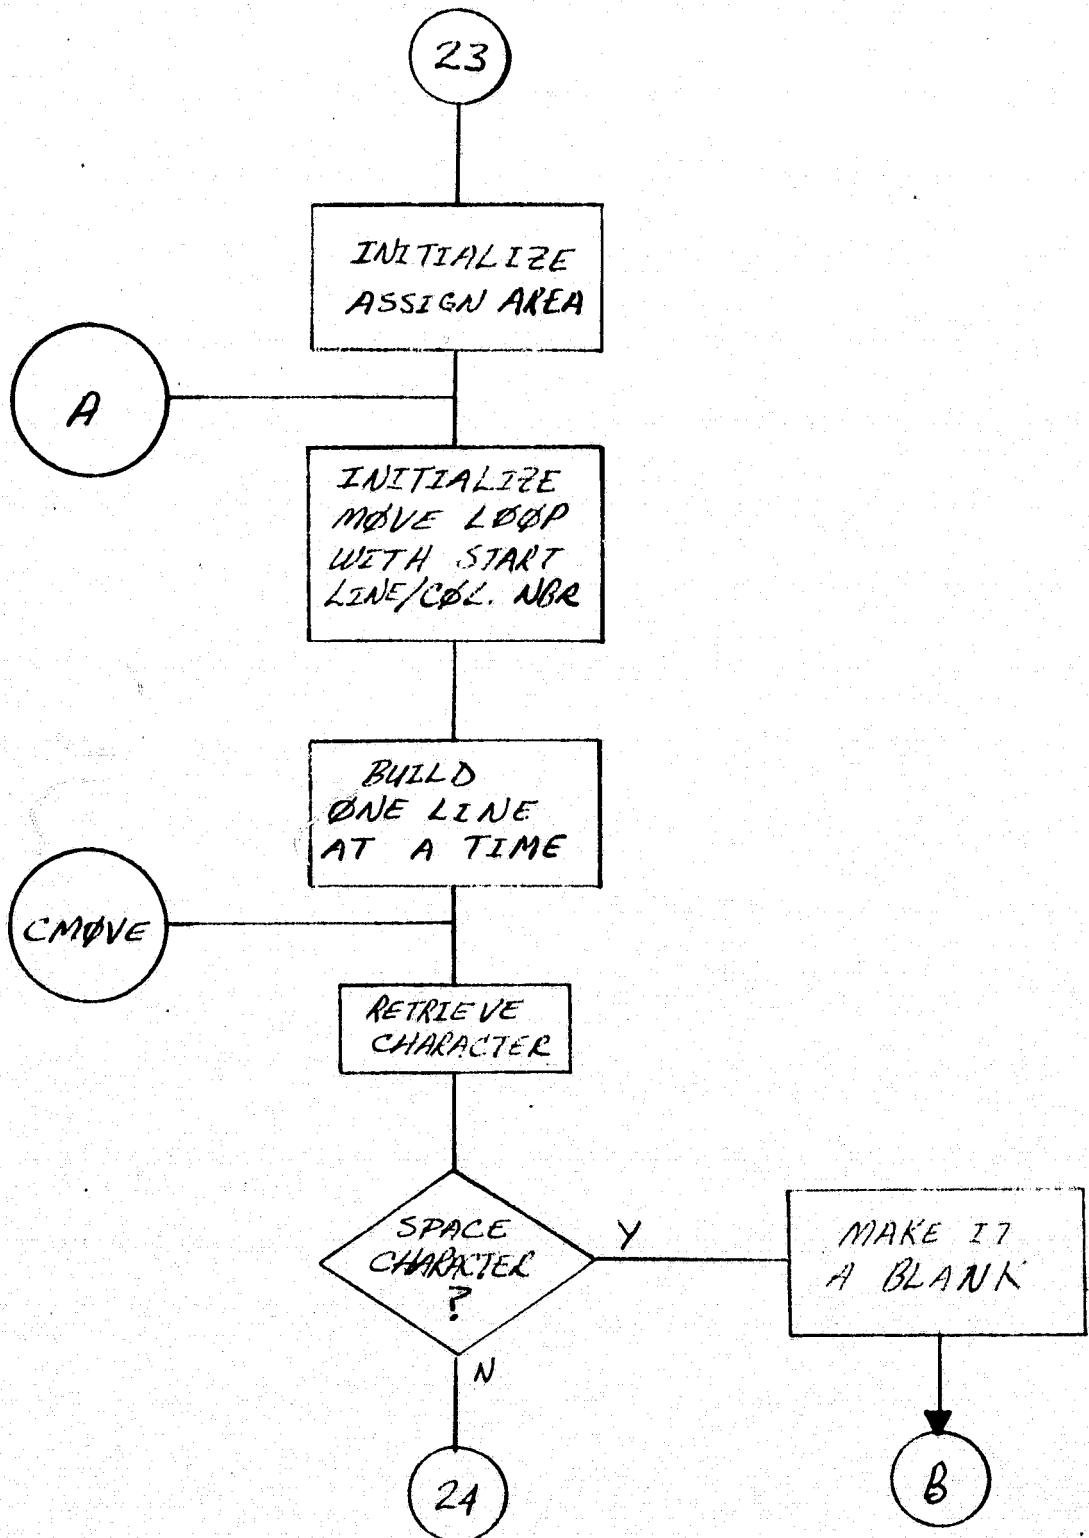 23
INITIALIZE
ASSIGN AREA
A
INITIALIZE
MØVE LØØP
WITH START
LINE/CØL. NBR
BUILD
ØNE LINE
AT A TIME
CMØVE
RETRIEVE
CHARACTER
SPACE
CHARACTER
?
Y
MAKE IT
A BLANK
N
24
B